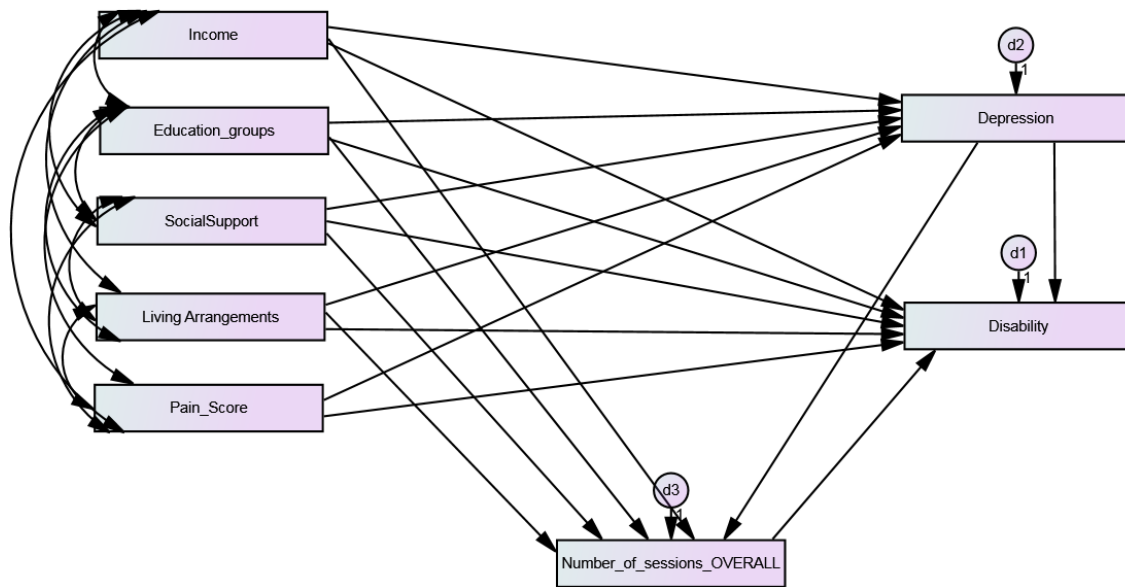 Income
d2
1
Education_groups
Depression
SocialSupport
d1
1
Living Arrangements
Disability
Pain_Score
d3
1
Number_of_sessions_OVERALL